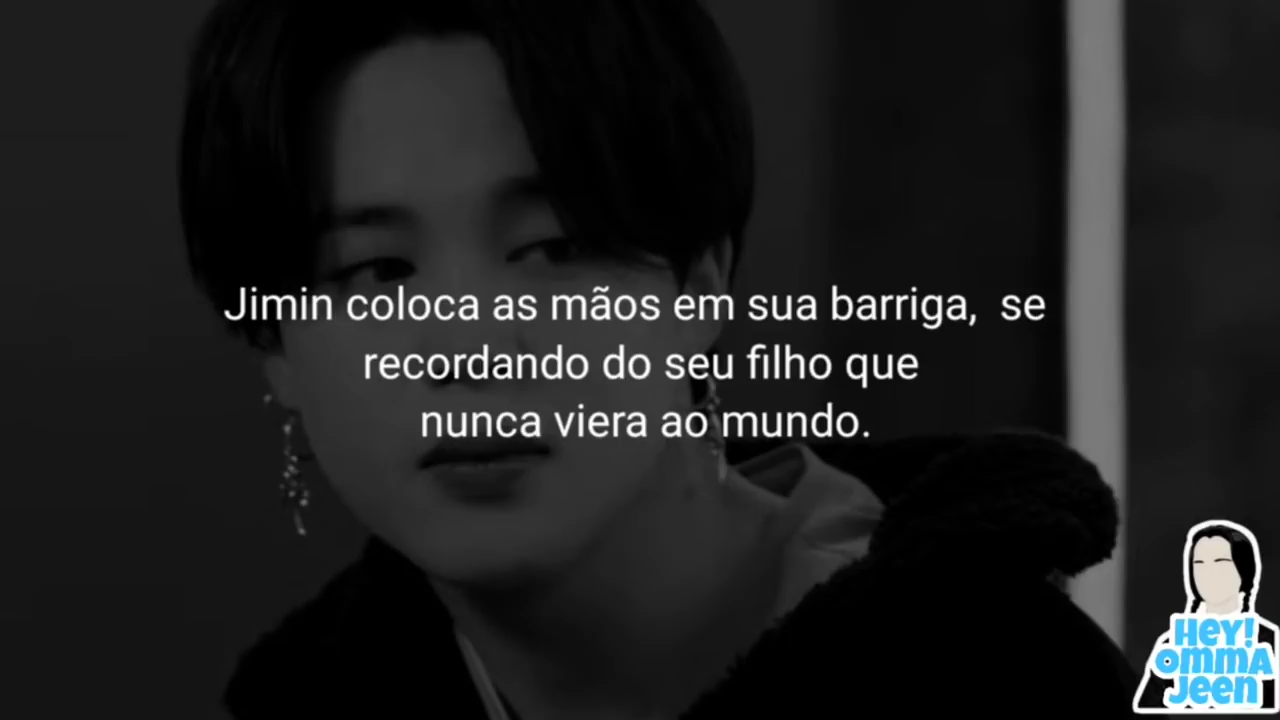 Jimin coloca as mãos em sua barriga,  se
recordando do seu filho que
nunca viera ao mundo.
HEY!
OMMA
Jeen